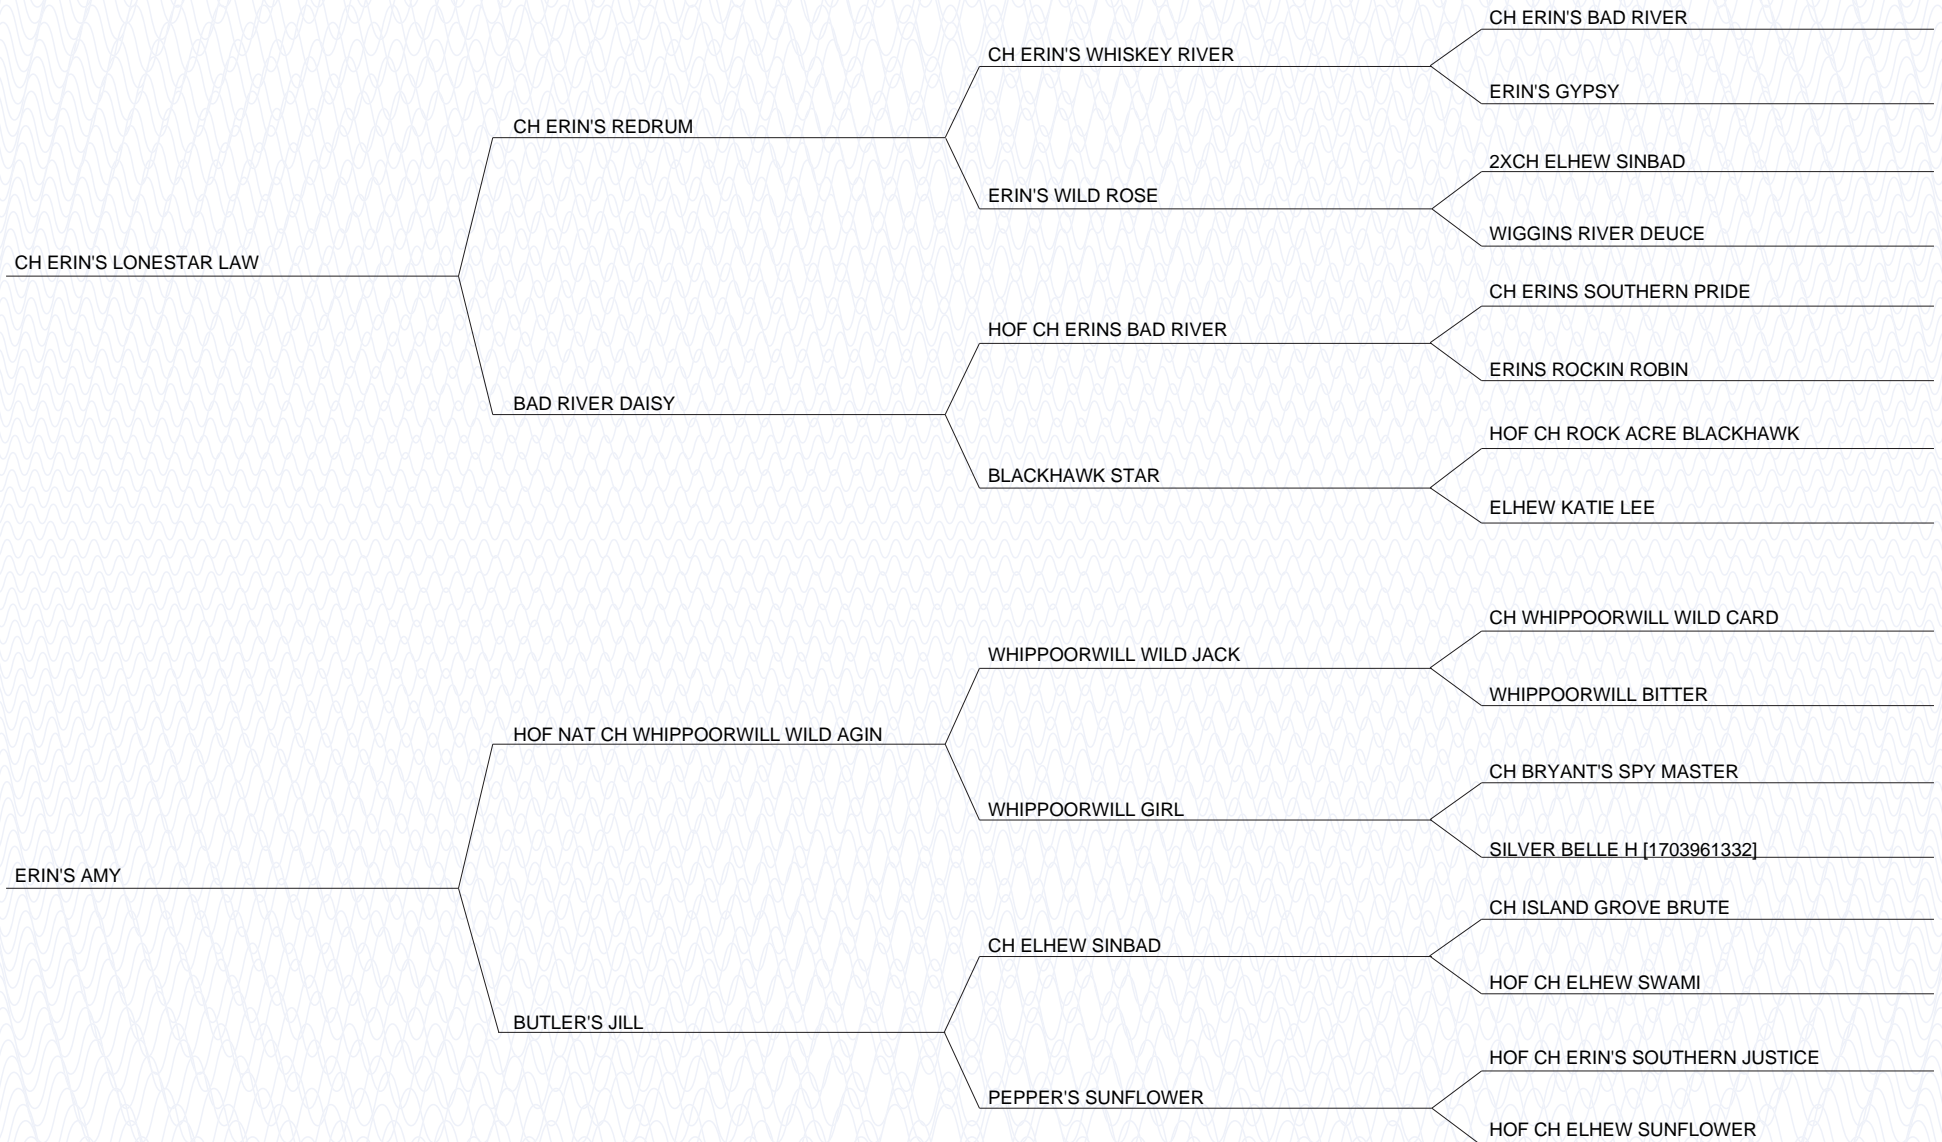 CH ERIN'S BAD RIVER
CH ERIN'S WHISKEY RIVER
ERIN'S GYPSY
CH ERIN'S REDRUM
2XCH ELHEW SINBAD
ERIN'S WILD ROSE
WIGGINS RIVER DEUCE
CH ERIN'S LONESTAR LAW
CH ERINS SOUTHERN PRIDE
HOF CH ERINS BAD RIVER
ERINS ROCKIN ROBIN
BAD RIVER DAISY
HOF CH ROCK ACRE BLACKHAWK
BLACKHAWK STAR
ELHEW KATIE LEE
CH WHIPPOORWILL WILD CARD
WHIPPOORWILL WILD JACK
WHIPPOORWILL BITTER
HOF NAT CH WHIPPOORWILL WILD AGIN
CH BRYANT'S SPY MASTER
WHIPPOORWILL GIRL
SILVER BELLE H [1703961332]
ERIN'S AMY
CH ISLAND GROVE BRUTE
CH ELHEW SINBAD
HOF CH ELHEW SWAMI
BUTLER'S JILL
HOF CH ERIN'S SOUTHERN JUSTICE
PEPPER'S SUNFLOWER
HOF CH ELHEW SUNFLOWER